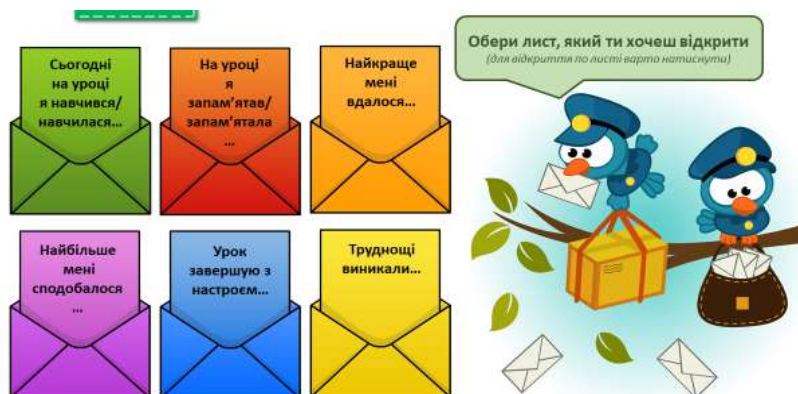 Сьогодні
на уроці
я навчився/
навчилася...
На уроці
я
запам'ятав/
запам'ятала
...
Найкраще
мені
вдалося...
Обери лист, який ти хочеш відкрити
(для відкриття по листі варто натиснути)
Найбільше
мені
сподобалося
...
Урок
завершую з
настроєм...
Труднощі
виникали...